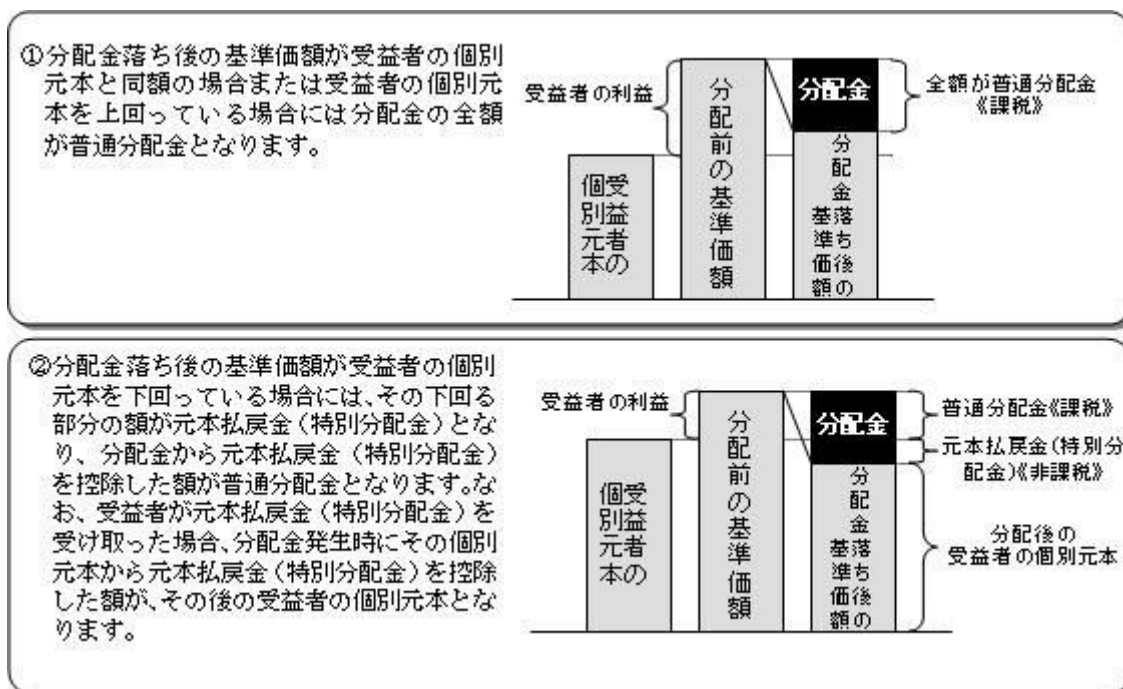 ①分配金落ち後の基準価額が受益者の個別
元本と同額の場合または受益者の個別元
本を上回っている場合には分配金の全額
が普通分配金となります。
受益者の利益
受益者の
個別元本
分配前の基準価額
分配金
分配金落ち後の
基準価額
全額が普通分配金
《課税》
②分配金落ち後の基準価額が受益者の個別
元本を下回っている場合には、その下回る
部分の額が元本払戻金(特別分配金)とな
り、分配金から元本払戻金(特別分配金)
を控除した額が普通分配金となります。な
お、受益者が元本払戻金(特別分配金)を
受け取った場合、分配金発生時にその個別
元本から元本払戻金(特別分配金)を控除
した額が、その後の受益者の個別元本とな
ります。
受益者の利益
受益者の
個別元本
分配前の基準価額
分配金
分配金落ち後の
基準価額
普通分配金《課税》
元本払戻金(特別分
配金)《非課税》
分配後の
受益者の個別元本